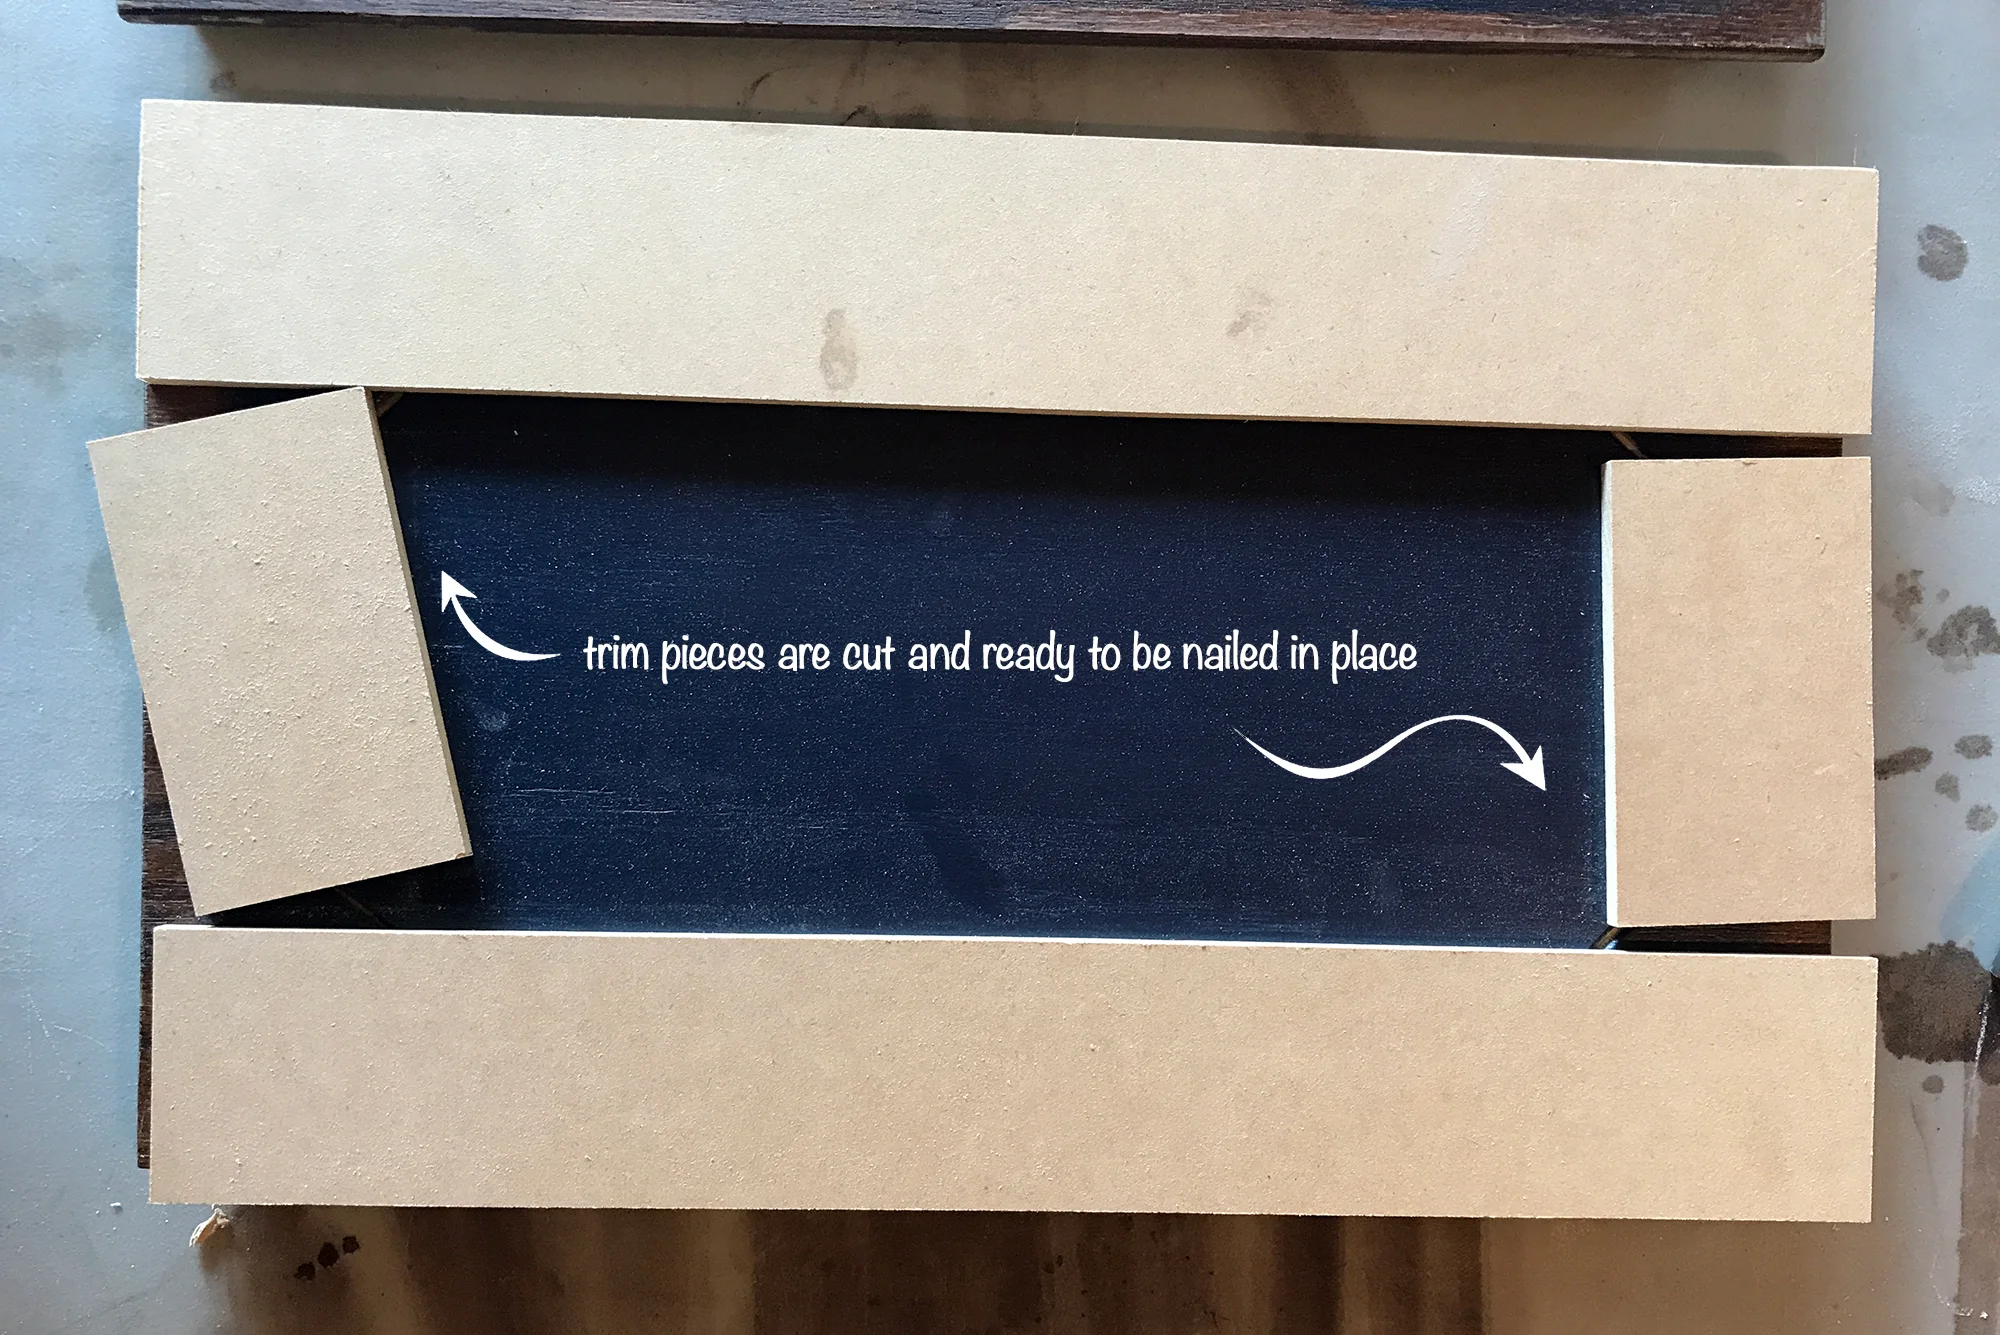 trim pieces are cut and ready to be nailed in place